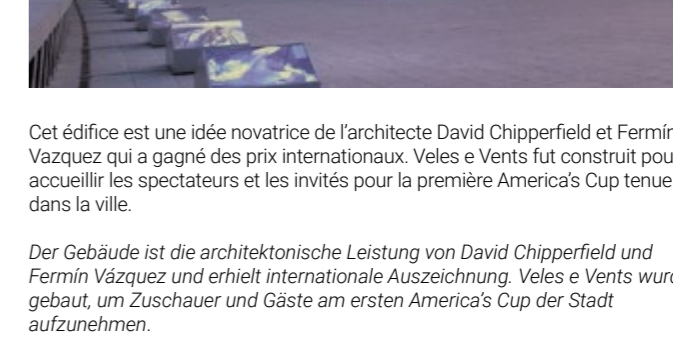 Cet édifice est une idée novatrice de l'architecte David Chipperfield et Fermín
Vazquez qui a gagné des prix internationaux. Veles e Vents fut construit
accueillir les spectateurs et les invités pour la première America's Cup tenue
dans la ville.
Der Gebäude ist die architektonische Leistung von David Chipperfield und
Fermín Vázquez und erhielt internationale Auszeichnung. Veles e Vents
gebaut, um Zuschauer und Gäste am ersten America's Cup der Stadt
aufzunehmen.